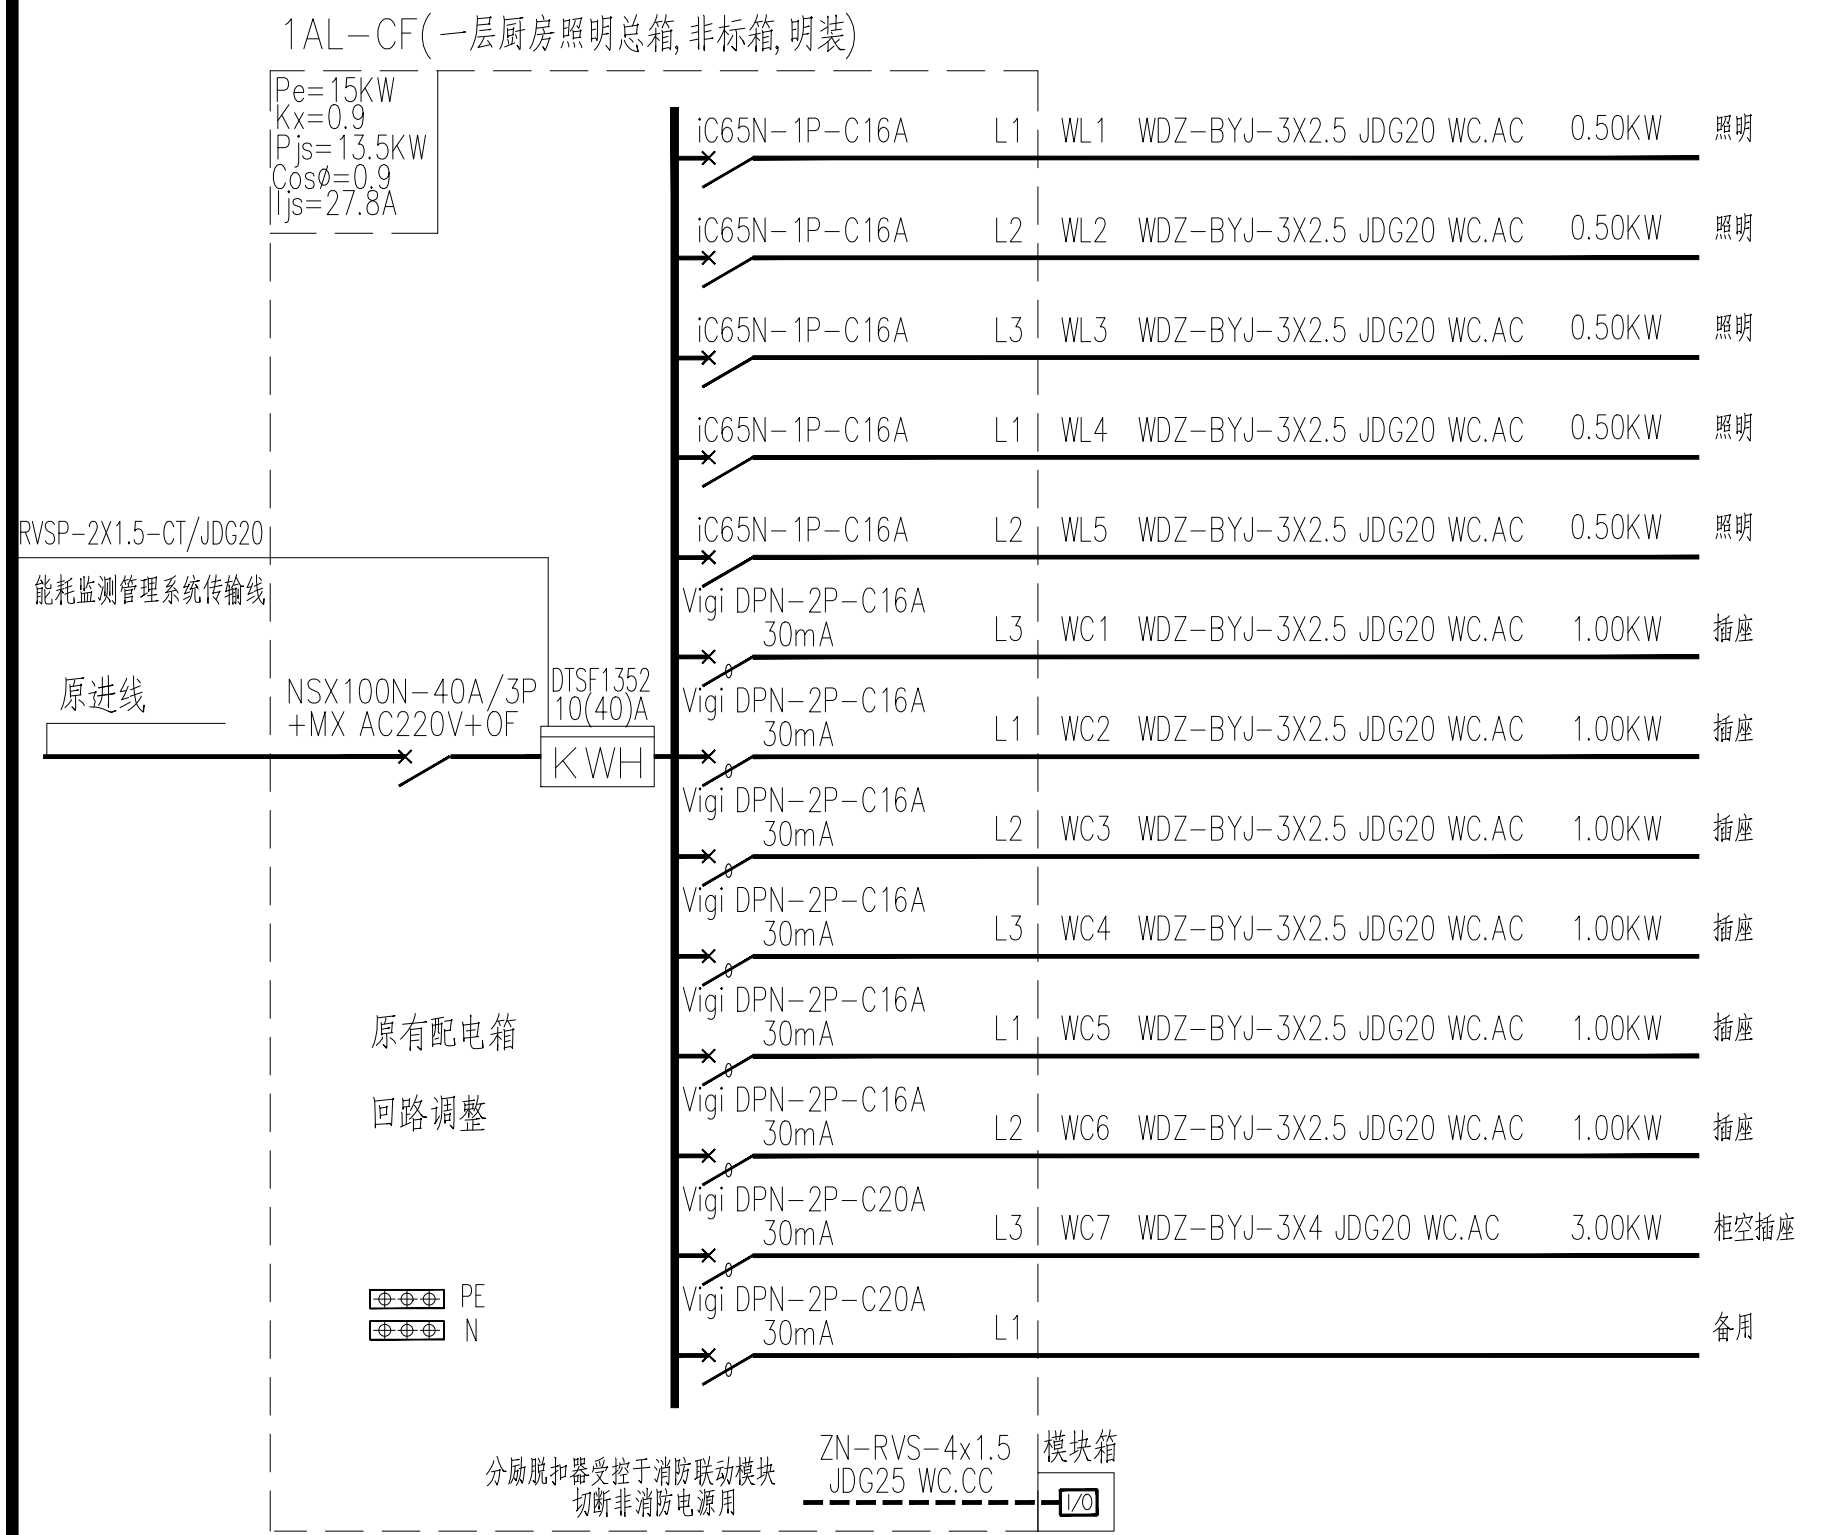 1AL-CF(一层厨房照明总箱,非标箱,明装)
Pe=15KW
Kx=0.9
Pjs=13.5KW
CosØ=0.9
Ijs=27.8A
iC65N-1P-C16A L1 WL1 WDZ-BYJ-3X2.5 JDG20 WC.AC 0.50KW 照明
iC65N-1P-C16A L2 WL2 WDZ-BYJ-3X2.5 JDG20 WC.AC 0.50KW 照明
iC65N-1P-C16A L3 WL3 WDZ-BYJ-3X2.5 JDG20 WC.AC 0.50KW 照明
iC65N-1P-C16A L1 WL4 WDZ-BYJ-3X2.5 JDG20 WC.AC 0.50KW 照明
iC65N-1P-C16A L2 WL5 WDZ-BYJ-3X2.5 JDG20 WC.AC 0.50KW 照明
RVSP-2X1.5-CT/JDG20
能耗监测管理系统传输线
Vigi DPN-2P-C16A
30mA L3 WC1 WDZ-BYJ-3X2.5 JDG20 WC.AC 1.00KW 插座
原进线
NSX100N-40A/3P
+MX AC220V+OF
DTSF1352
10(40)A
KWH
Vigi DPN-2P-C16A
30mA L1 WC2 WDZ-BYJ-3X2.5 JDG20 WC.AC 1.00KW 插座
Vigi DPN-2P-C16A
30mA L2 WC3 WDZ-BYJ-3X2.5 JDG20 WC.AC 1.00KW 插座
Vigi DPN-2P-C16A
30mA L3 WC4 WDZ-BYJ-3X2.5 JDG20 WC.AC 1.00KW 插座
Vigi DPN-2P-C16A
30mA L1 WC5 WDZ-BYJ-3X2.5 JDG20 WC.AC 1.00KW 插座
原有配电箱
回路调整
Vigi DPN-2P-C16A
30mA L2 WC6 WDZ-BYJ-3X2.5 JDG20 WC.AC 1.00KW 插座
Vigi DPN-2P-C20A
30mA L3 WC7 WDZ-BYJ-3X4 JDG20 WC.AC 3.00KW 柜空插座
Vigi DPN-2P-C20A
30mA L1 备用
PE
N
分励脱扣器受控于消防联动模块
切断非消防电源用
ZN-RVS-4x1.5
JDG25 WC.CC
模块箱
I/O